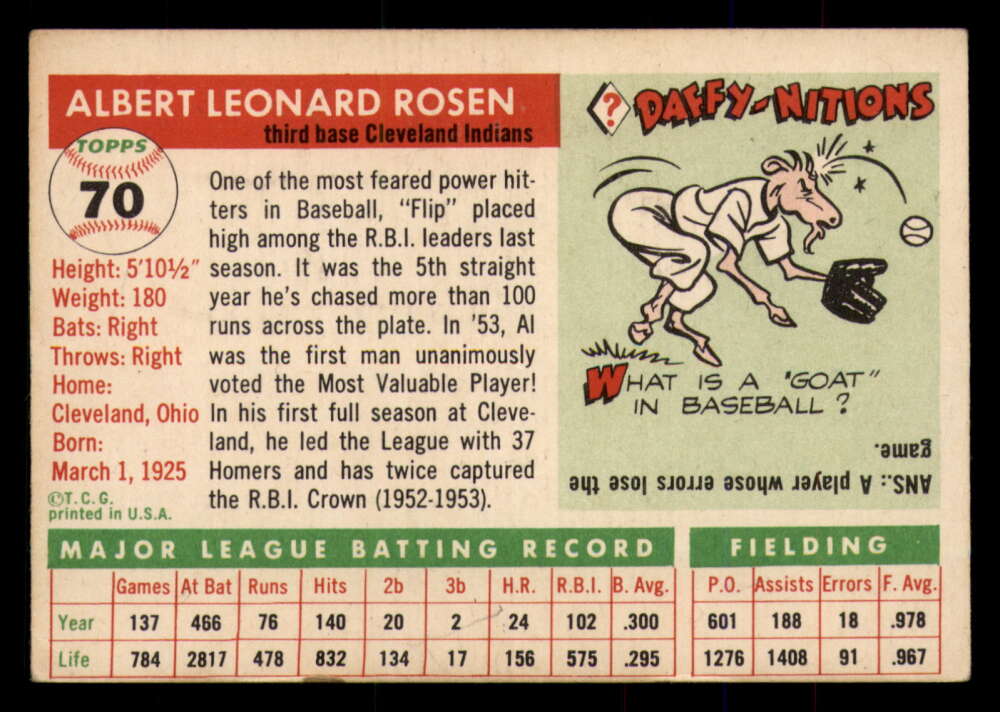 ALBERT LEONARD ROSEN
third base Cleveland Indians
TOPPS
70
Height: 5'10½"
Weight: 180
Bats: Right
Throws: Right
Home:
Cleveland, Ohio
Born:
March 1, 1925
©T.C.G.
printed in U.S.A.
One of the most feared power hit-
ters in Baseball, "Flip" placed
high among the R.B.I. leaders last
season. It was the 5th straight
year he's chased more than 100
runs across the plate. In '53, Al
was the first man unanimously
voted the Most Valuable Player!
In his first full season at Cleve-
land, he led the League with 37
Homers and has twice captured
the R.B.I. Crown (1952-1953).
? DAFFY-NITIONS
WHAT IS A "GOAT"
IN BASEBALL?
ANS.: A player whose errors lose the
game.
MAJOR LEAGUE BATTING RECORD
Games At Bat Runs Hits 2b 3b H.R. R.B.I. B. Avg.
Year 137 466 76 140 20 2 24 102 .300
Life 784 2817 478 832 134 17 156 575 .295
FIELDING
P.O. Assists Errors F. Avg.
601 188 18 .978
1276 1408 91 .967